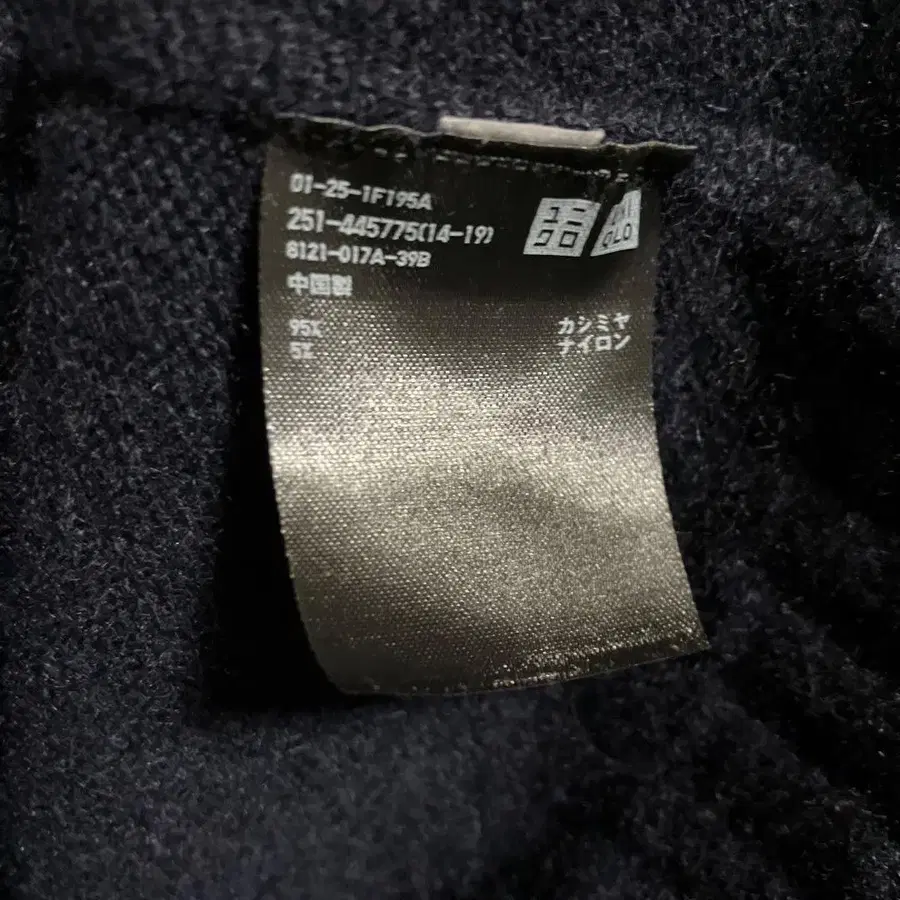 01-25-1F195A
251-445775(14-19)
8121-017A-39B
中国製
ユニ
クロ
UNI
QLO
95% カシミヤ
5% ナイロン